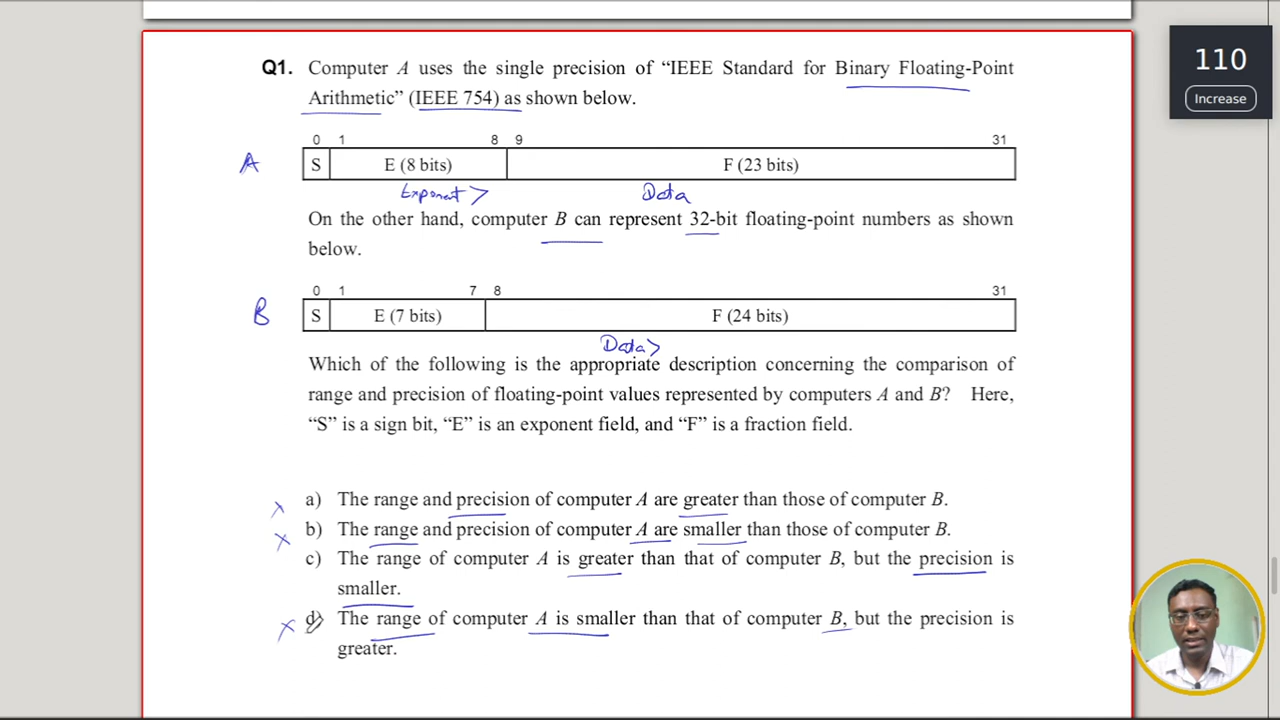 110
Increase
Q1. Computer A uses the single precision of “IEEE Standard for Binary Floating-Point
Arithmetic” (IEEE 754) as shown below.
0 1 8 9 31
A S E (8 bits) F (23 bits)
Exponent Data
On the other hand, computer B can represent 32-bit floating-point numbers as shown
below.
0 1 7 8 31
B S E (7 bits) F (24 bits)
Data
Which of the following is the appropriate description concerning the comparison of
range and precision of floating-point values represented by computers A and B? Here,
“S” is a sign bit, “E” is an exponent field, and “F” is a fraction field.
x a) The range and precision of computer A are greater than those of computer B.
x b) The range and precision of computer A are smaller than those of computer B.
c) The range of computer A is greater than that of computer B, but the precision is
smaller.
x d) The range of computer A is smaller than that of computer B, but the precision is
greater.